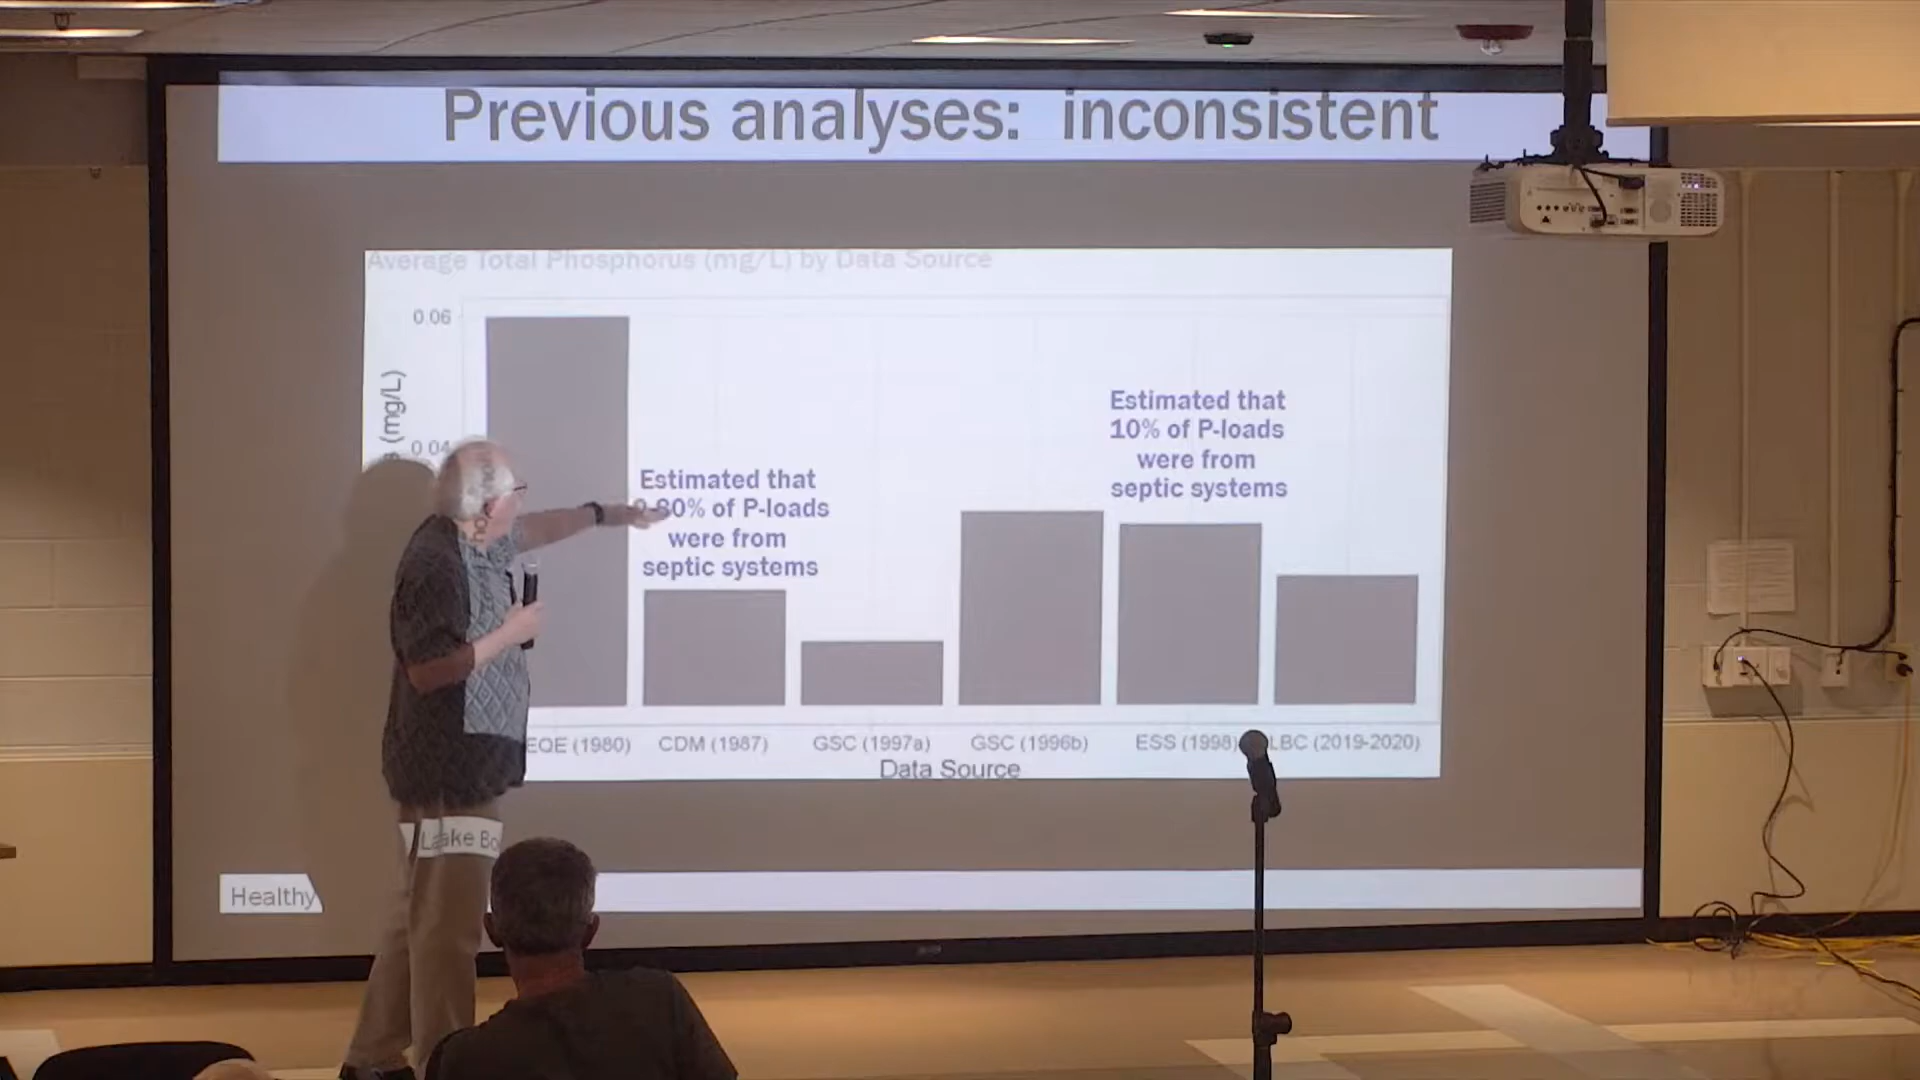 Previous analyses: inconsistent
Average Total Phosphorus (mg/L) by Data Source
0.06
(mg/L)
0.04
Estimated that
80% of P-loads
were from
septic systems
Estimated that
10% of P-loads
were from
septic systems
EQE (1980)
CDM (1987)
GSC (1997a)
GSC (1996b)
ESS (1998)
LBC (2019-2020)
Data Source
Healthy